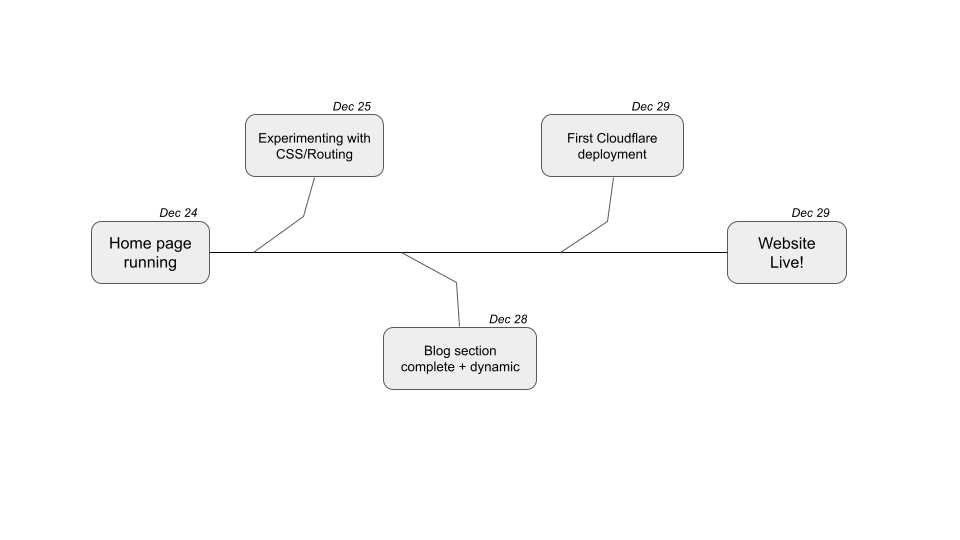 Dec 24
Home page
running
Dec 25
Experimenting with
CSS/Routing
Dec 28
Blog section
complete + dynamic
Dec 29
First Cloudflare
deployment
Dec 29
Website
Live!